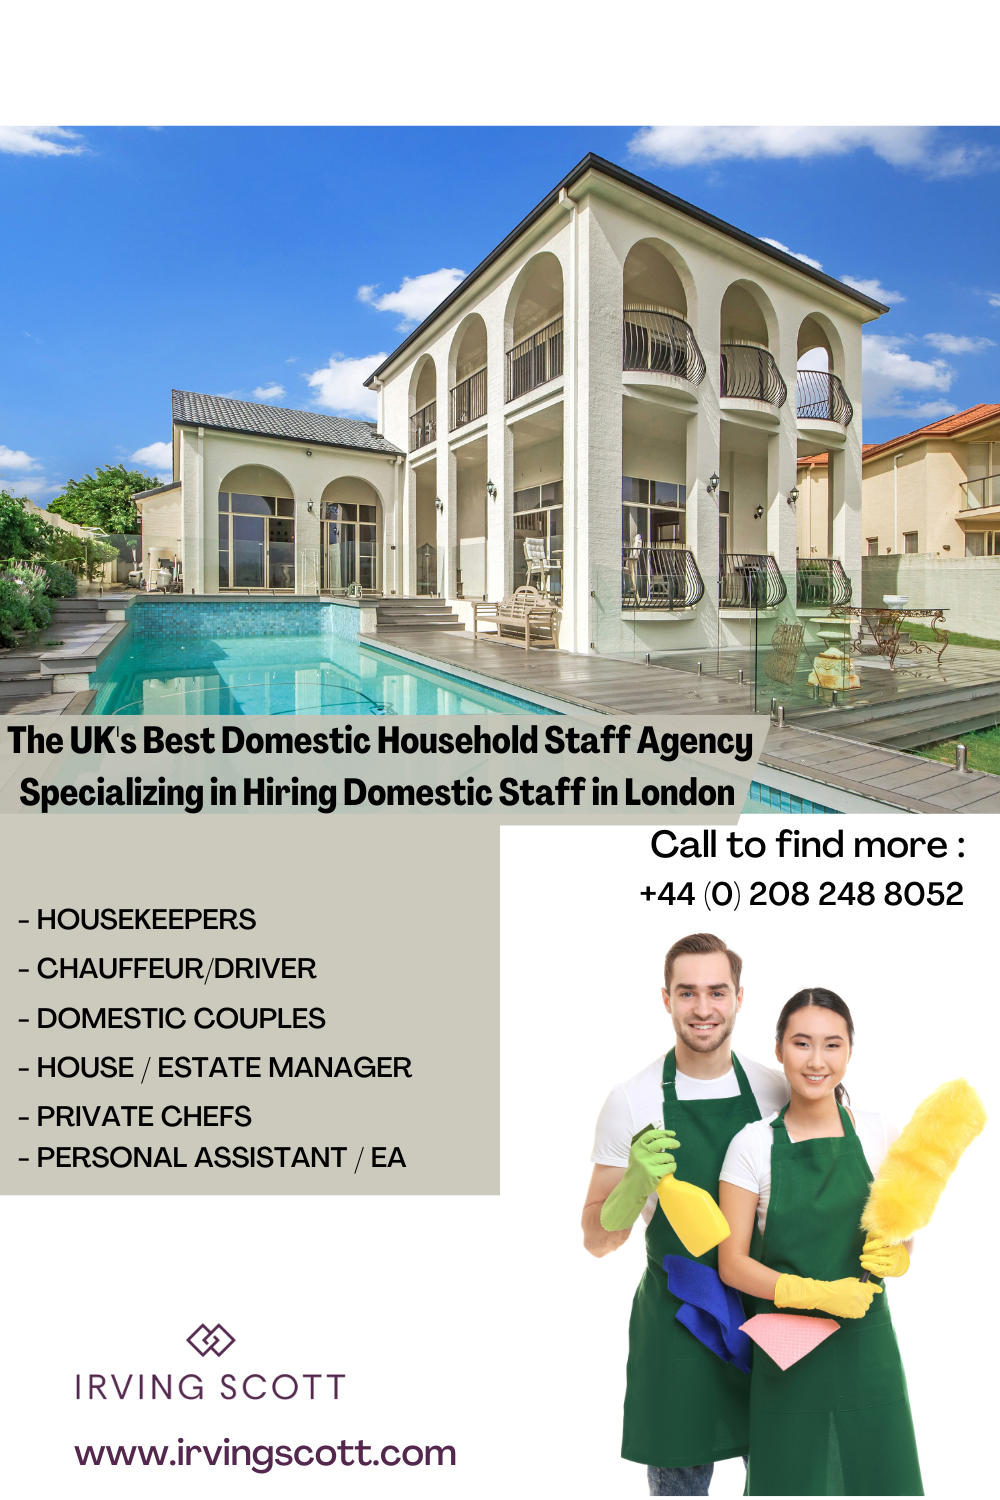 The UK's Best Domestic Household Staff Agency
Specializing in Hiring Domestic Staff in London
Call to find more :
+44 (0) 208 248 8052
- HOUSEKEEPERS
- CHAUFFEUR/DRIVER
- DOMESTIC COUPLES
- HOUSE / ESTATE MANAGER
- PRIVATE CHEFS
- PERSONAL ASSISTANT / EA
IRVING SCOTT
www.irvingscott.com